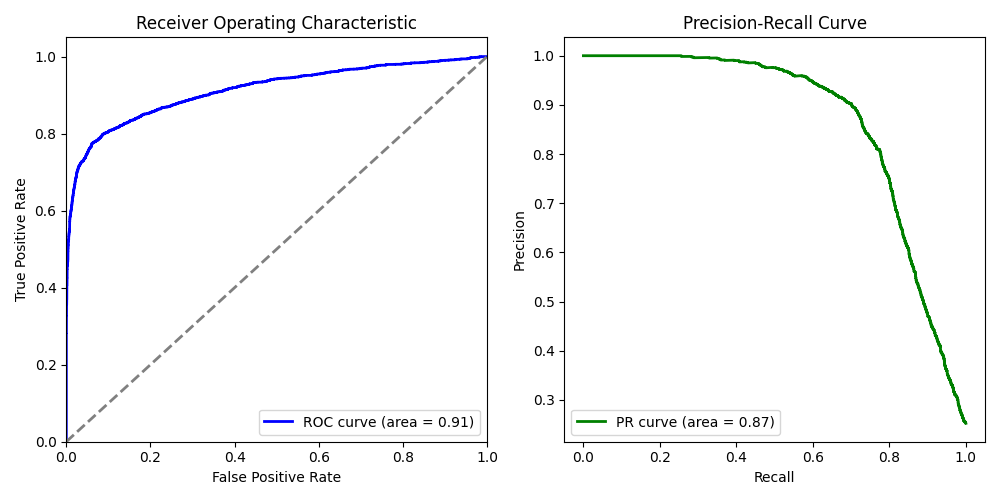 Receiver Operating Characteristic
1.0
0.8
0.6
0.4
0.2
0.0
True Positive Rate
0.0 0.2 0.4 0.6 0.8 1.0
False Positive Rate
ROC curve (area = 0.91)
Precision-Recall Curve
1.0
0.9
0.8
0.7
0.6
0.5
0.4
0.3
Precision
0.0 0.2 0.4 0.6 0.8 1.0
Recall
PR curve (area = 0.87)